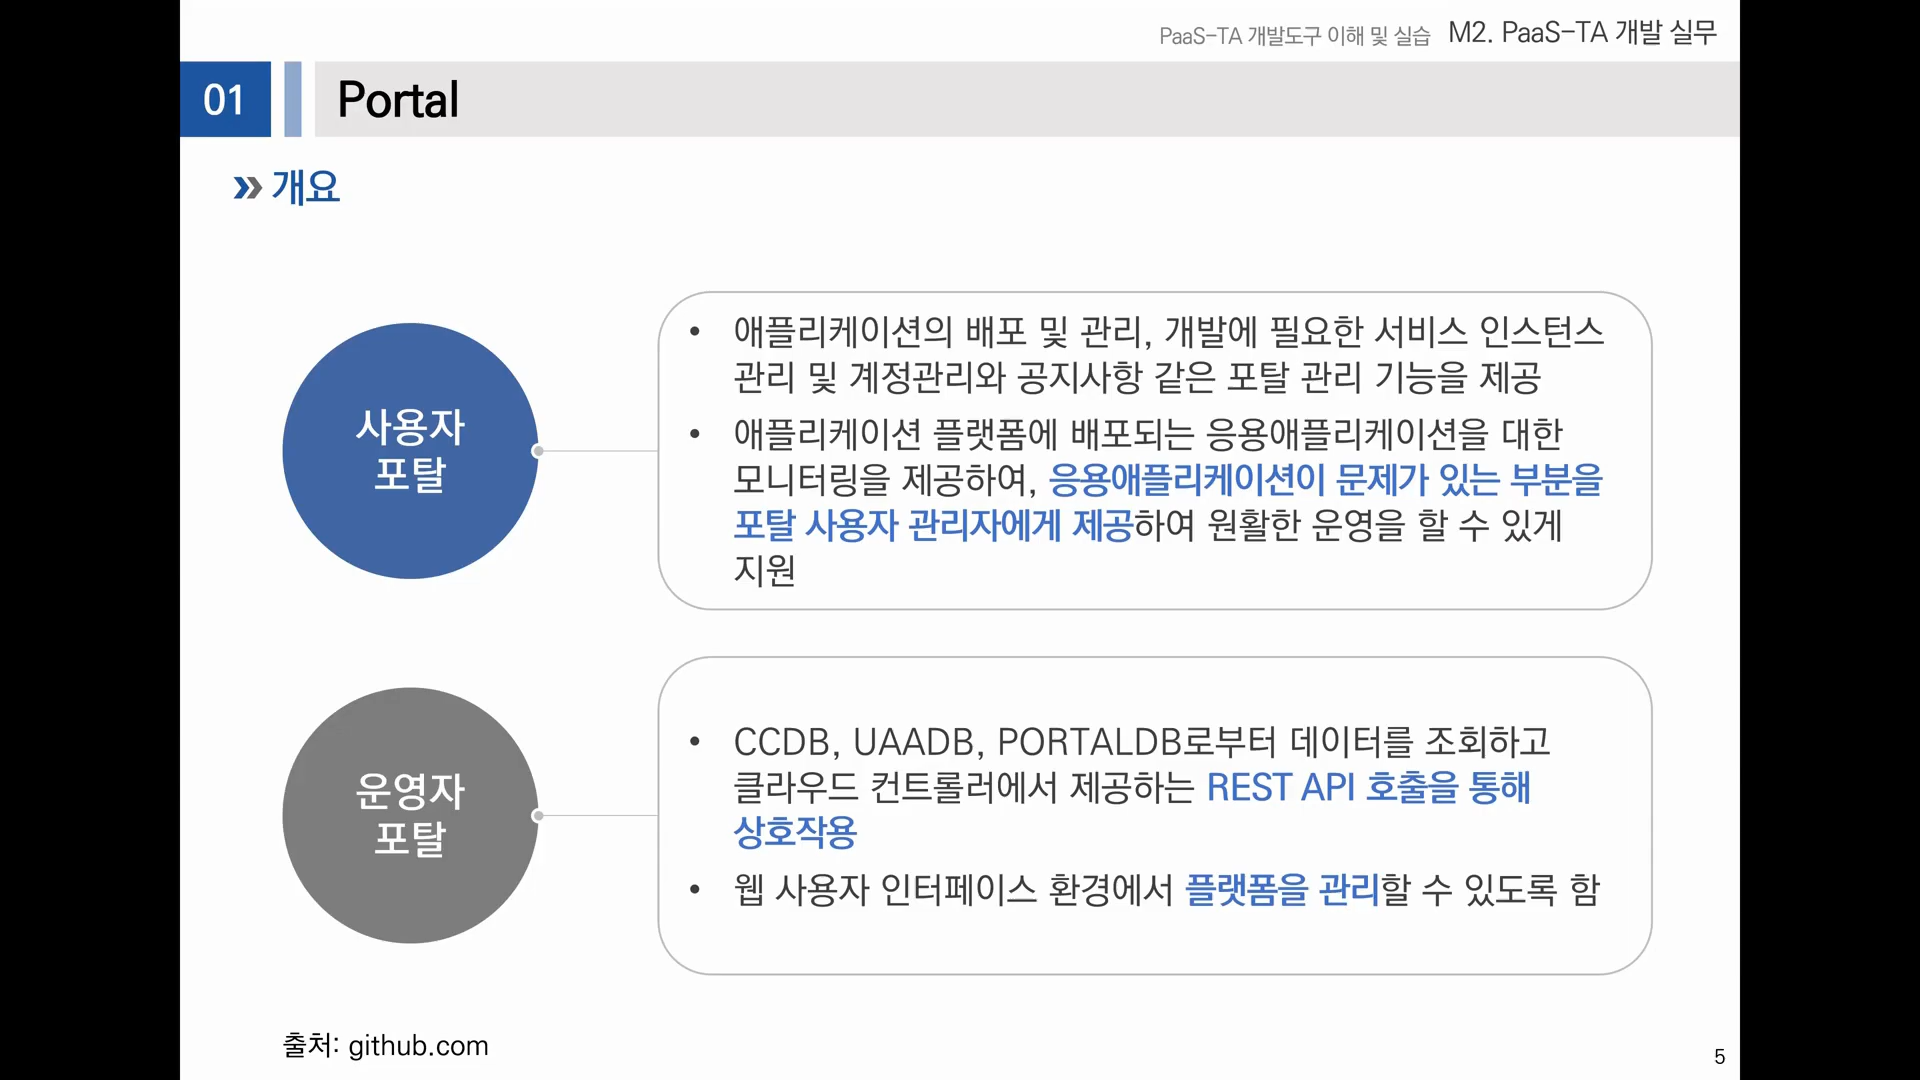 PaaS-TA 개발도구 이해 및 실습 M2. PaaS-TA 개발 실무
01 Portal
개요
사용자
포탈
• 애플리케이션의 배포 및 관리, 개발에 필요한 서비스 인스턴스
관리 및 계정관리와 공지사항 같은 포탈 관리 기능을 제공
• 애플리케이션 플랫폼에 배포되는 응용애플리케이션을 대한
모니터링을 제공하여, 응용애플리케이션이 문제가 있는 부분을
포탈 사용자 관리자에게 제공하여 원활한 운영을 할 수 있게
지원
운영자
포탈
• CCDB, UAADB, PORTALDB로부터 데이터를 조회하고
클라우드 컨트롤러에서 제공하는 REST API 호출을 통해
상호작용
• 웹 사용자 인터페이스 환경에서 플랫폼을 관리할 수 있도록 함
출처: github.com
5